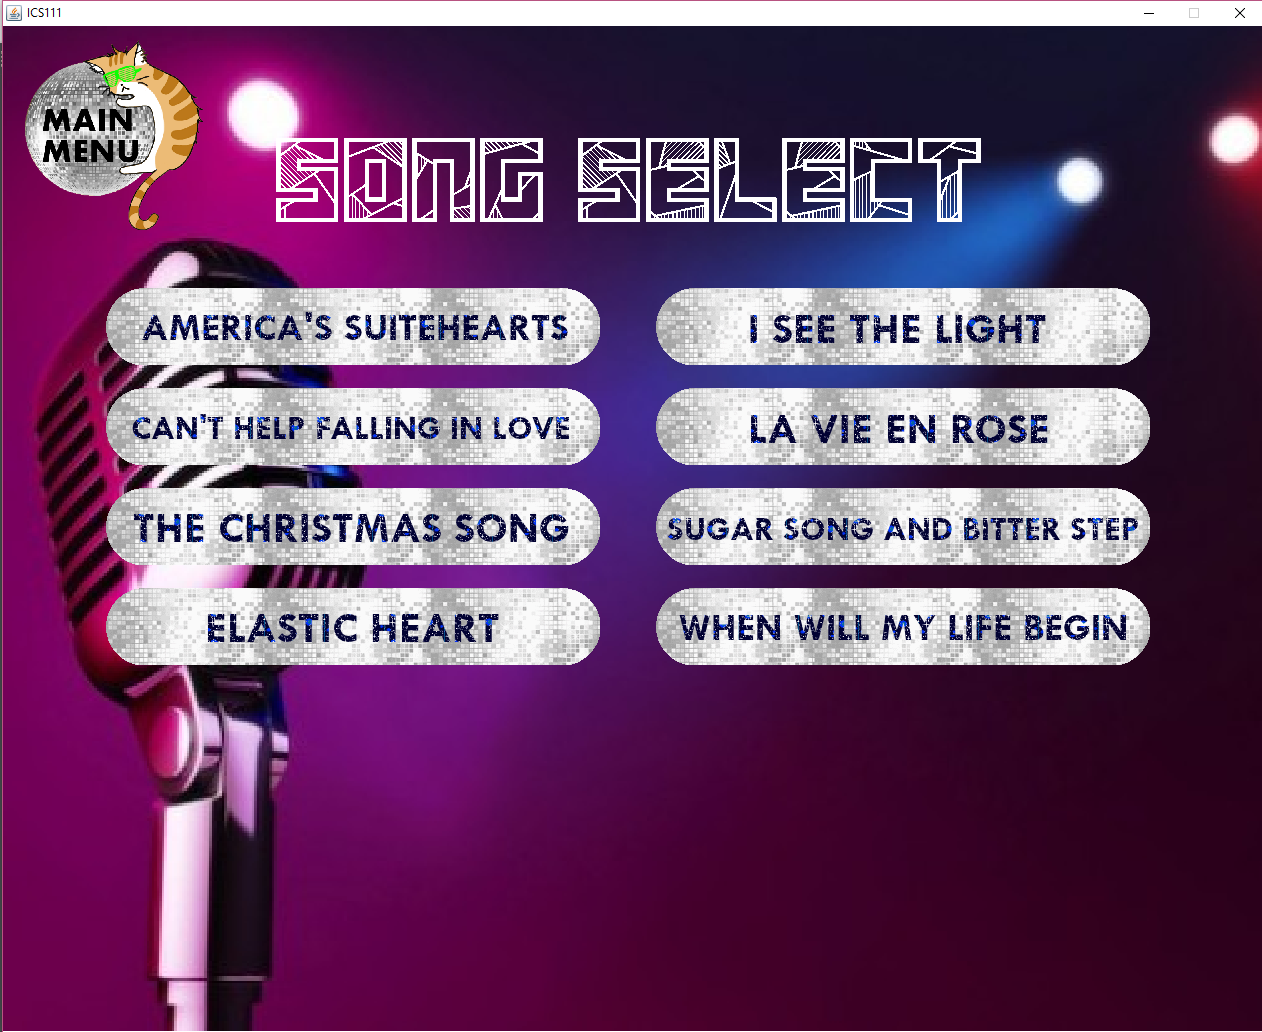 ICS111
MAIN
MENU
SONG SELECT
AMERICA'S SUITEHEARTS
I SEE THE LIGHT
CAN'T HELP FALLING IN LOVE
LA VIE EN ROSE
THE CHRISTMAS SONG
SUGAR SONG AND BITTER STEP
ELASTIC HEART
WHEN WILL MY LIFE BEGIN